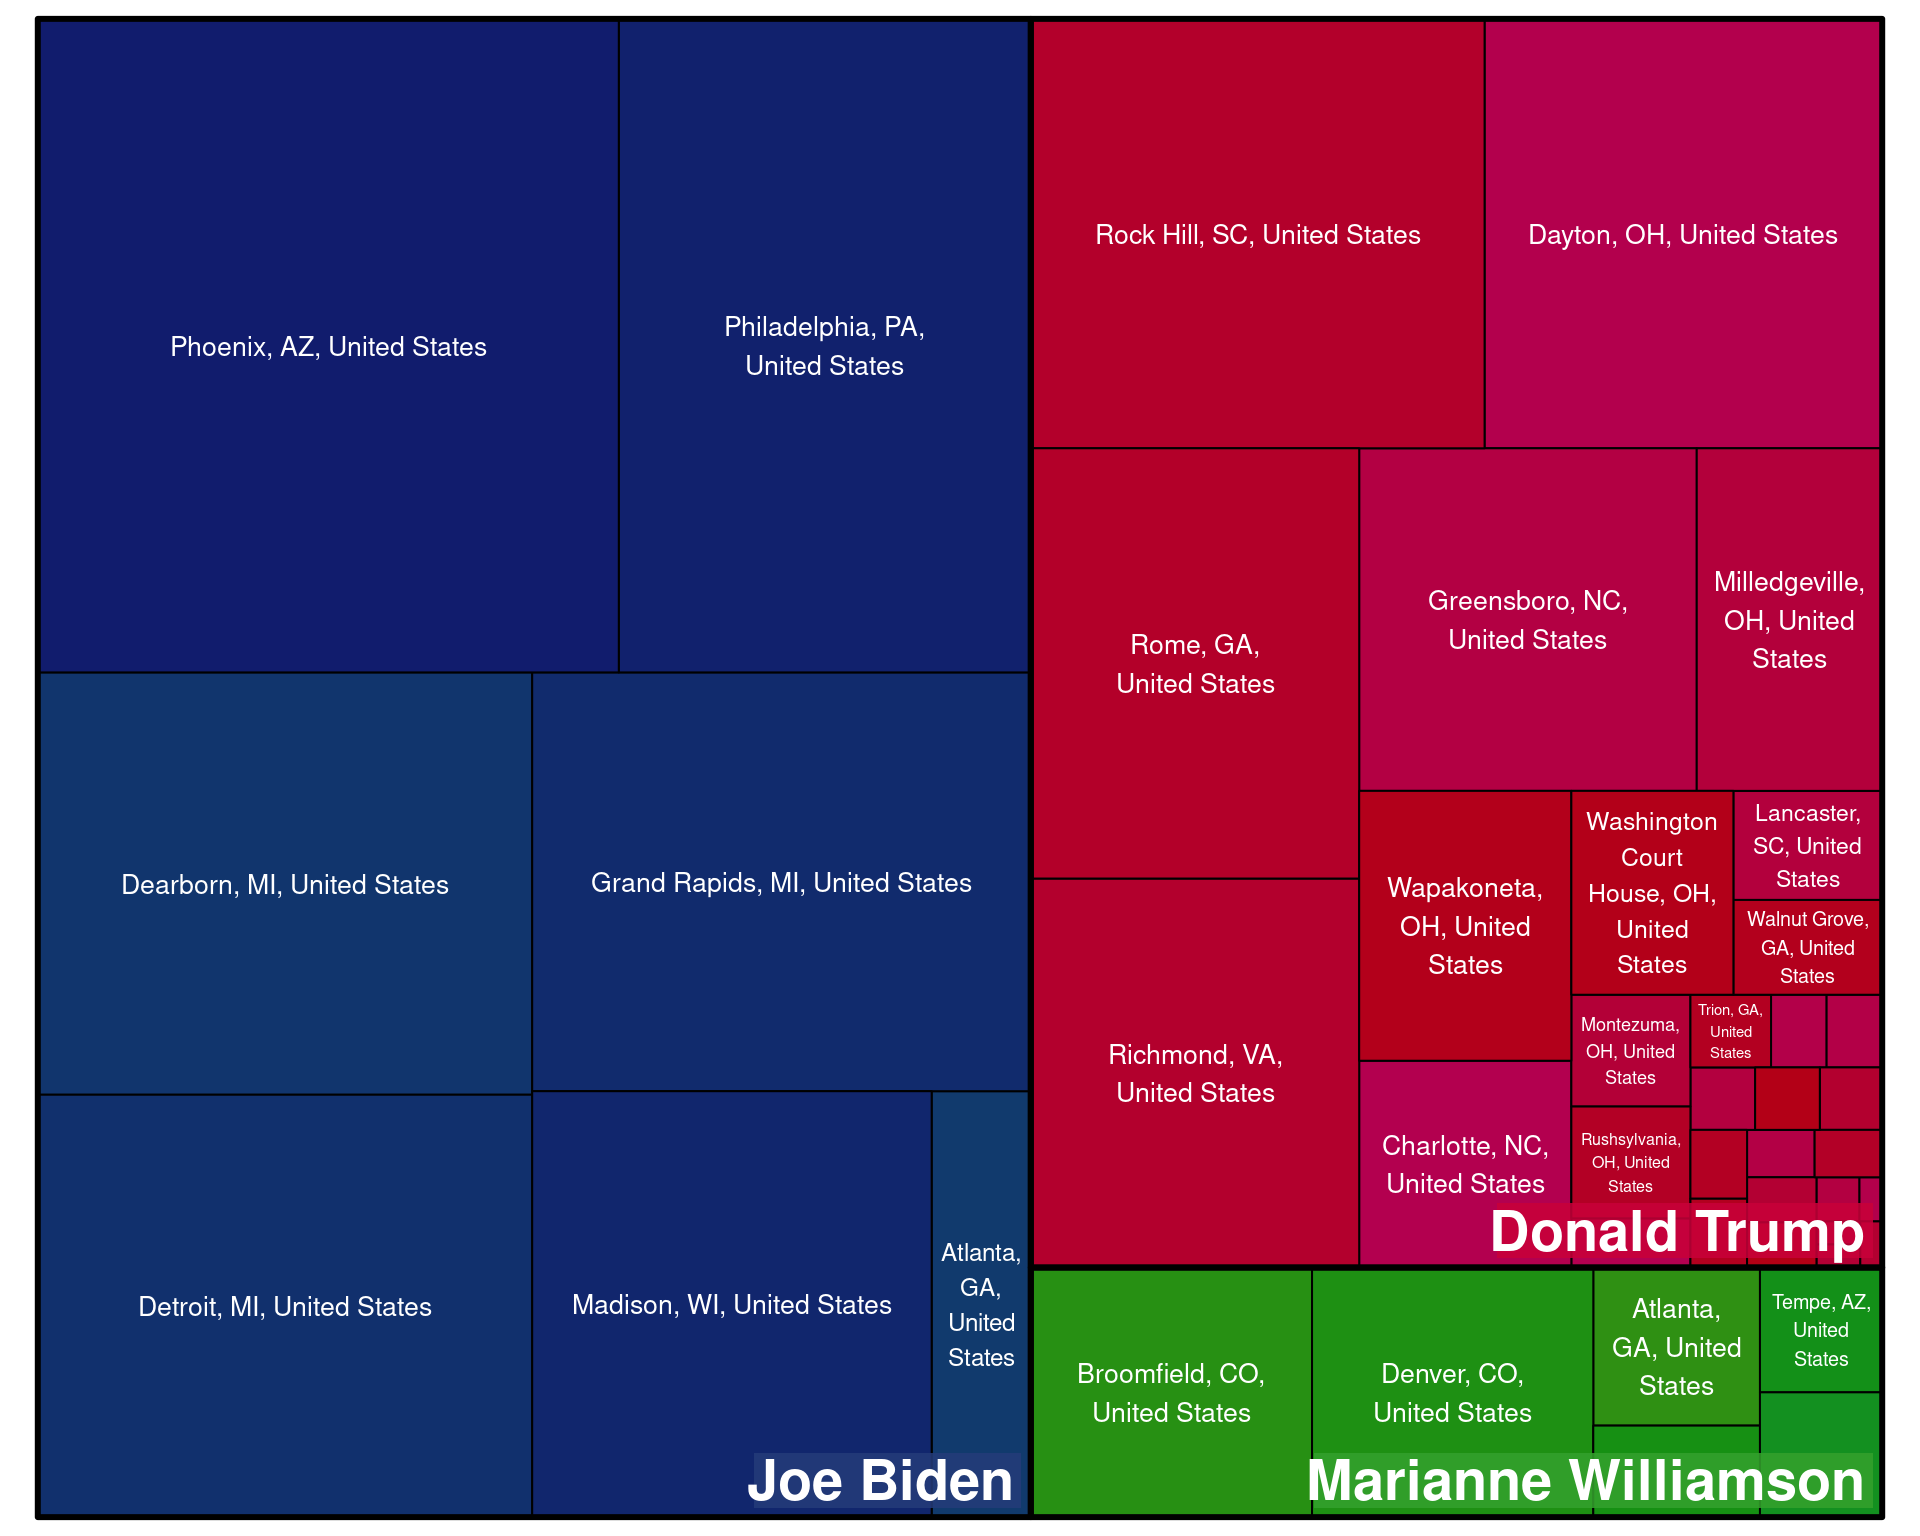 Phoenix, AZ, United States
Philadelphia, PA,
United States
Dearborn, MI, United States
Grand Rapids, MI, United States
Detroit, MI, United States
Madison, WI, United States
Atlanta,
GA,
United
States
Joe Biden
Rock Hill, SC, United States
Dayton, OH, United States
Rome, GA,
United States
Greensboro, NC,
United States
Milledgeville,
OH, United
States
Richmond, VA,
United States
Wapakoneta,
OH, United
States
Washington
Court
House, OH,
United
States
Lancaster,
SC, United
States
Walnut Grove,
GA, United
States
Charlotte, NC,
United States
Montezuma,
OH, United
States
Trion, GA,
United
States
Rushsylvania,
OH, United
States
Donald Trump
Broomfield, CO,
United States
Denver, CO,
United States
Atlanta,
GA, United
States
Tempe, AZ,
United
States
Marianne Williamson